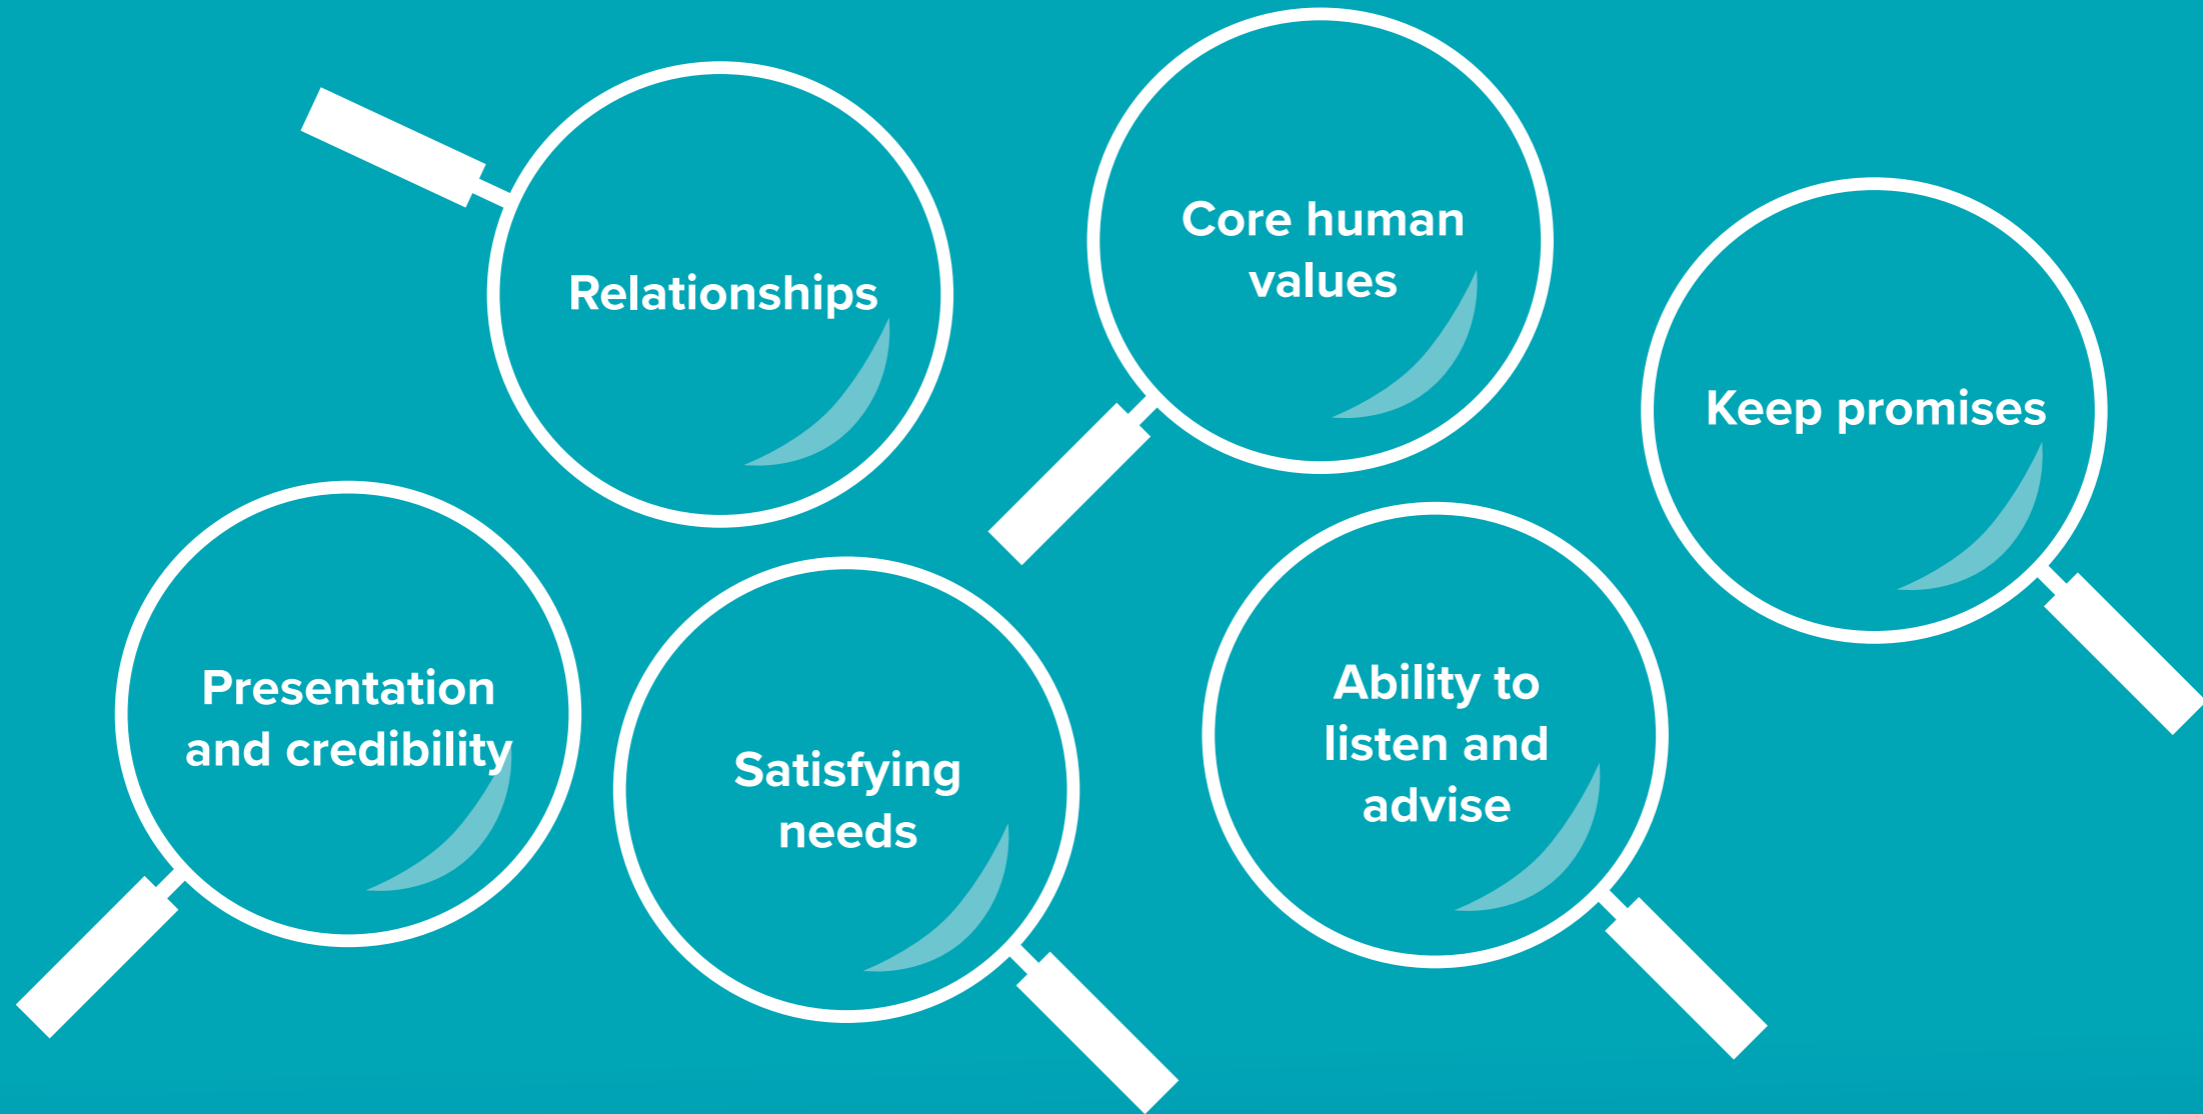 Relationships
Core human
values
Keep promises
Presentation
and credibility
Satisfying
needs
Ability to
listen and
advise